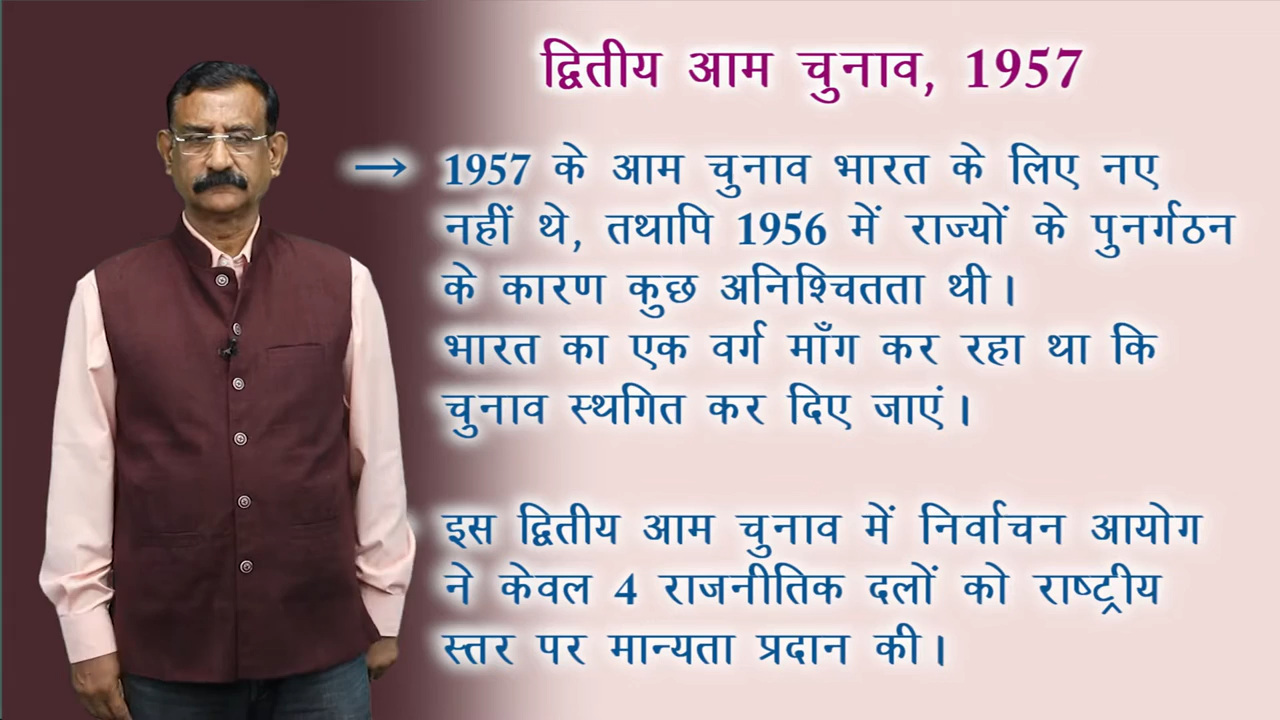 द्वितीय आम चुनाव, 1957
→ 1957 के आम चुनाव भारत के लिए नए
नहीं थे, तथापि 1956 में राज्यों के पुनर्गठन
के कारण कुछ अनिश्चितता थी।
भारत का एक वर्ग माँग कर रहा था कि
चुनाव स्थगित कर दिए जाएं।
इस द्वितीय आम चुनाव में निर्वाचन आयोग
ने केवल 4 राजनीतिक दलों को राष्ट्रीय
स्तर पर मान्यता प्रदान की।